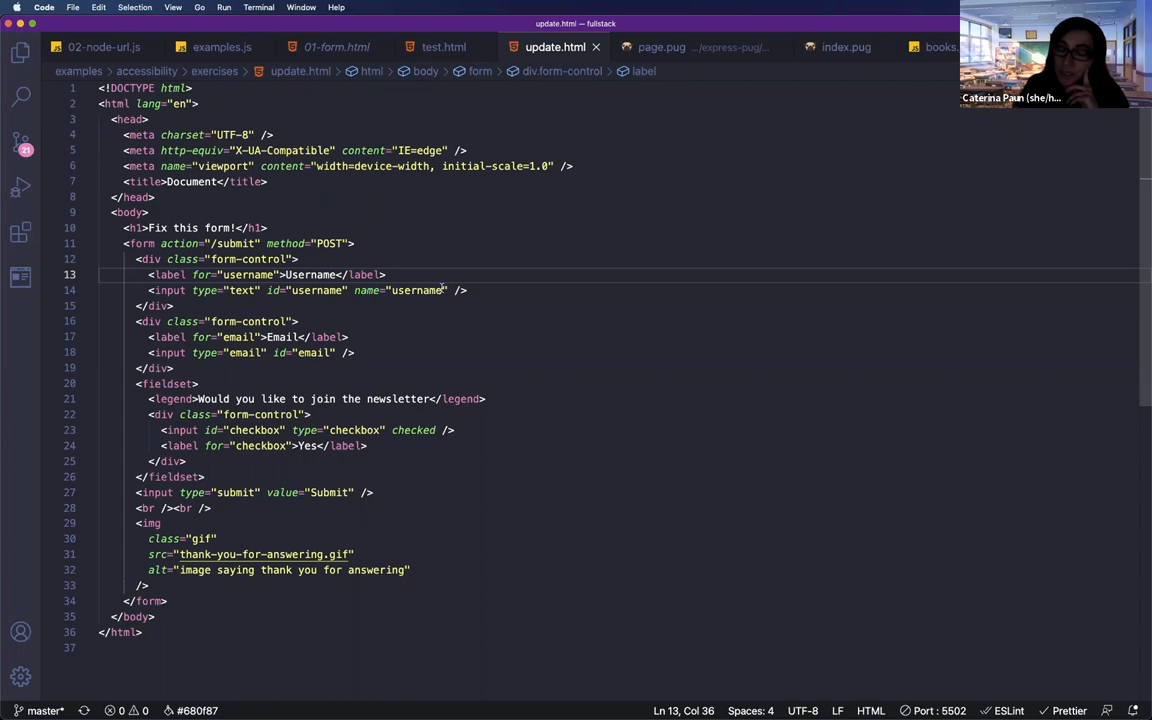 Code File Edit Selection View Go Run Terminal Window Help
update.html — fullstack
02-node-url.js examples.js 01-form.html test.html update.html page.pug .../express-pug/... index.pug books.
Caterina Paun (she/h...
examples accessibility exercises update.html html body form div.form-control label
1 <!DOCTYPE html>
2 <html lang="en">
3 <head>
4 <meta charset="UTF-8" />
5 <meta http-equiv="X-UA-Compatible" content="IE=edge" />
6 <meta name="viewport" content="width=device-width, initial-scale=1.0" />
7 <title>Document</title>
8 </head>
9 <body>
10 <h1>Fix this form!</h1>
11 <form action="/submit" method="POST">
12 <div class="form-control">
13 <label for="username">Username</label>
14 <input type="text" id="username" name="username" />
15 </div>
16 <div class="form-control">
17 <label for="email">Email</label>
18 <input type="email" id="email" />
19 </div>
20 <fieldset>
21 <legend>Would you like to join the newsletter</legend>
22 <div class="form-control">
23 <input id="checkbox" type="checkbox" checked />
24 <label for="checkbox">Yes</label>
25 </div>
26 </fieldset>
27 <input type="submit" value="Submit" />
28 <br /><br />
29 <img
30 class="gif"
31 src="thank-you-for-answering.gif"
32 alt="image saying thank you for answering"
33 />
34 </form>
35 </body>
36 </html>
37
21
master* 0 0 #680f87 Ln 13, Col 36 Spaces: 4 UTF-8 LF HTML Port : 5502 ESLint Prettier